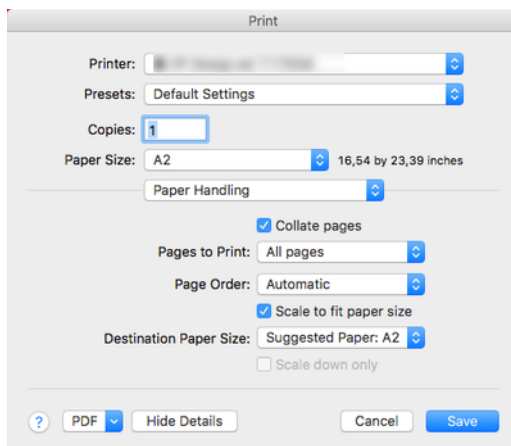 Print
Printer:
Presets: Default Settings
Copies: 1
Paper Size: A2 16,54 by 23,39 inches
Paper Handling
Collate pages
Pages to Print: All pages
Page Order: Automatic
Scale to fit paper size
Destination Paper Size: Suggested Paper: A2
Scale down only
? PDF Hide Details Cancel Save